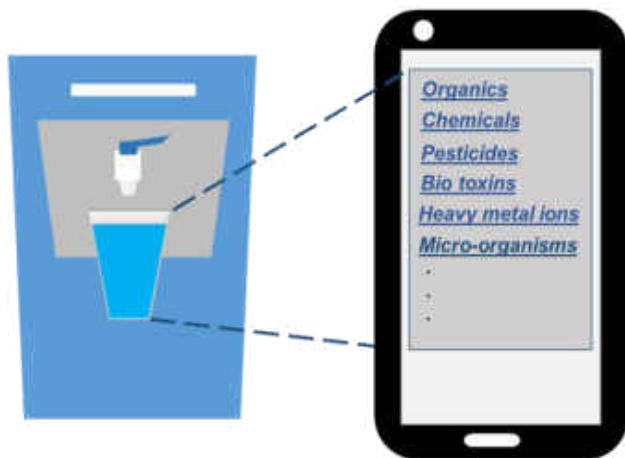 Organics
Chemicals
Pesticides
Bio toxins
Heavy metal ions
Micro-organisms
.
.
.